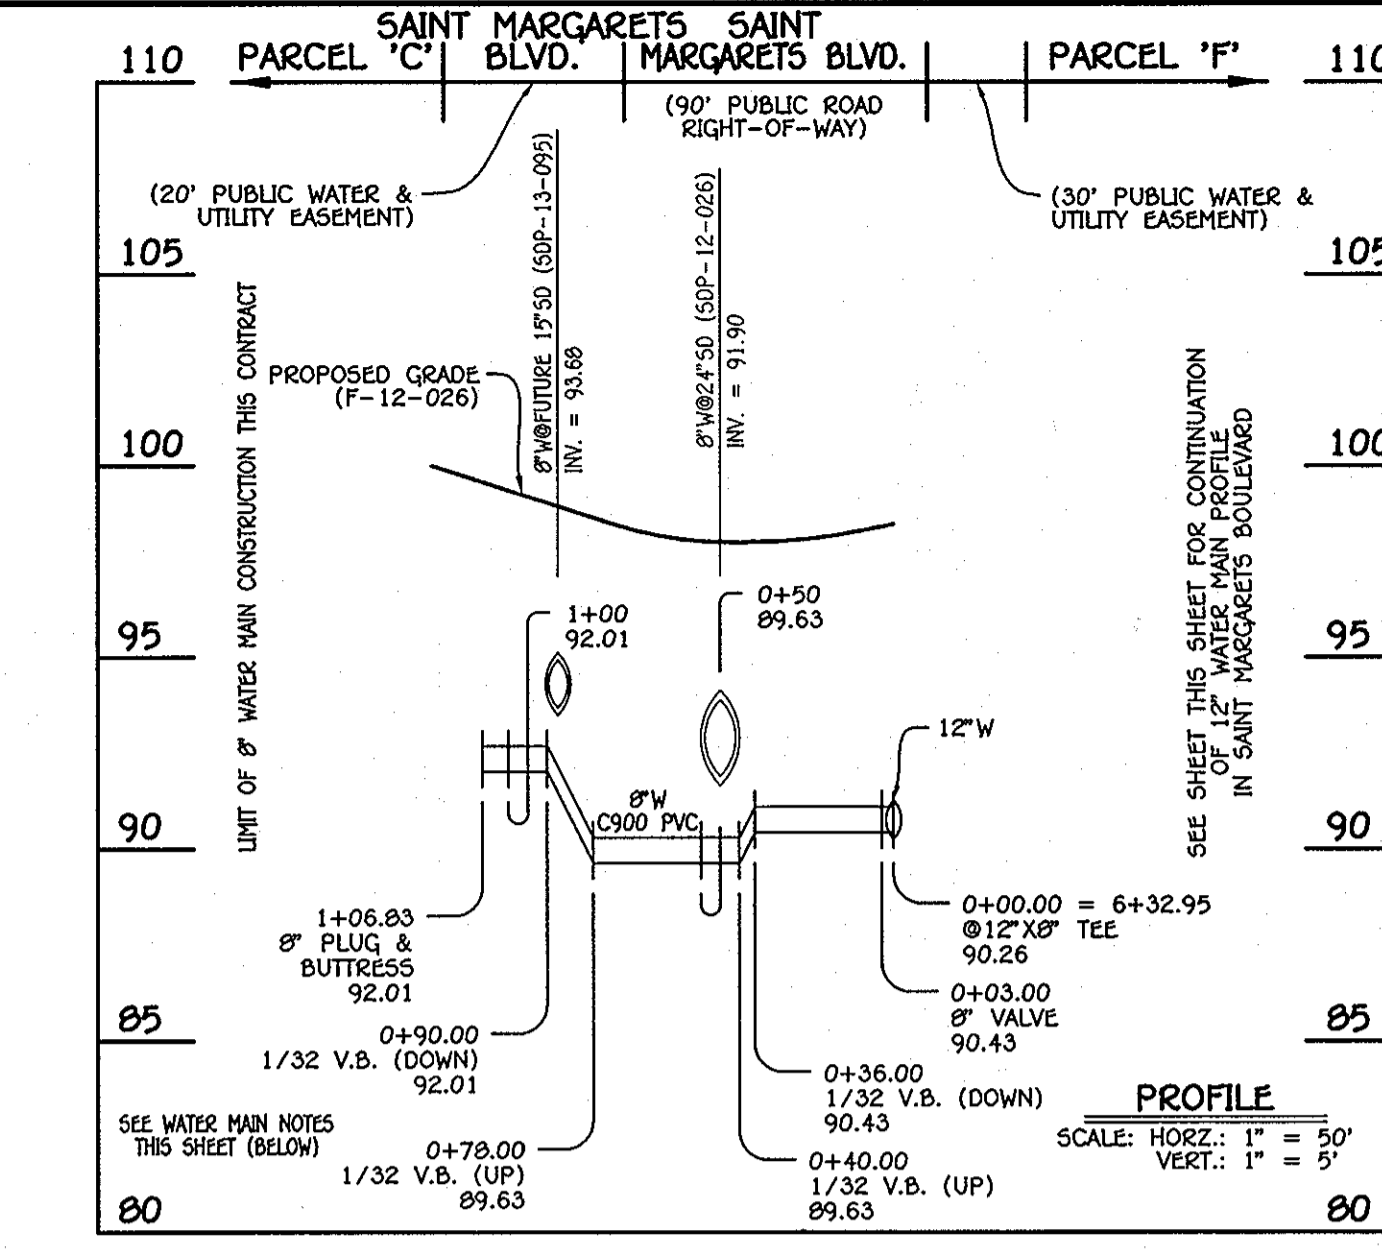 SAINT MARGARETS SAINT
110 PARCEL 'C' BLVD. MARGARETS BLVD. PARCEL 'F' 110
(90' PUBLIC ROAD
RIGHT-OF-WAY)
(20' PUBLIC WATER &
UTILITY EASEMENT)
(30' PUBLIC WATER &
UTILITY EASEMENT)
8"W@FUTURE 15"SD (SDP-13-095)
INV. = 93.68
8"W@24"SD (SDP-12-026)
INV. = 91.90
105 105
LIMIT OF 8" WATER MAIN CONSTRUCTION THIS CONTRACT
PROPOSED GRADE
(F-12-026)
SEE SHEET THIS SHEET FOR CONTINUATION
OF 12" WATER MAIN PROFILE
IN SAINT MARGARETS BOULEVARD
100 100
1+00
92.01
0+50
89.63
95 95
12"W
8"W
C900 PVC
90 90
1+06.83
8" PLUG &
BUTTRESS
92.01
0+00.00 = 6+32.95
@12"X8" TEE
90.26
0+03.00
8" VALVE
90.43
85 85
0+90.00
1/32 V.B. (DOWN)
92.01
0+36.00
1/32 V.B. (DOWN)
90.43
SEE WATER MAIN NOTES
THIS SHEET (BELOW)
0+78.00
1/32 V.B. (UP)
89.63
0+40.00
1/32 V.B. (UP)
89.63
PROFILE
SCALE: HORZ.: 1" = 50'
VERT.: 1" = 5'
80 80